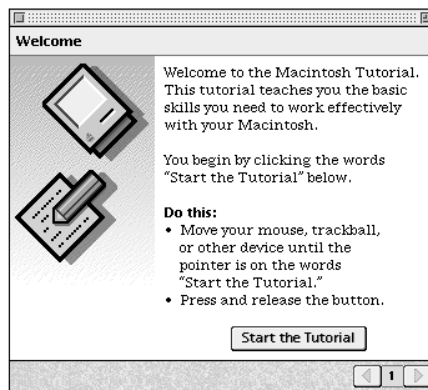 Welcome
Welcome to the Macintosh Tutorial.
This tutorial teaches you the basic
skills you need to work effectively
with your Macintosh.
You begin by clicking the words
“Start the Tutorial” below.
Do this:
• Move your mouse, trackball,
or other device until the
pointer is on the words
“Start the Tutorial.”
• Press and release the button.
Start the Tutorial
1